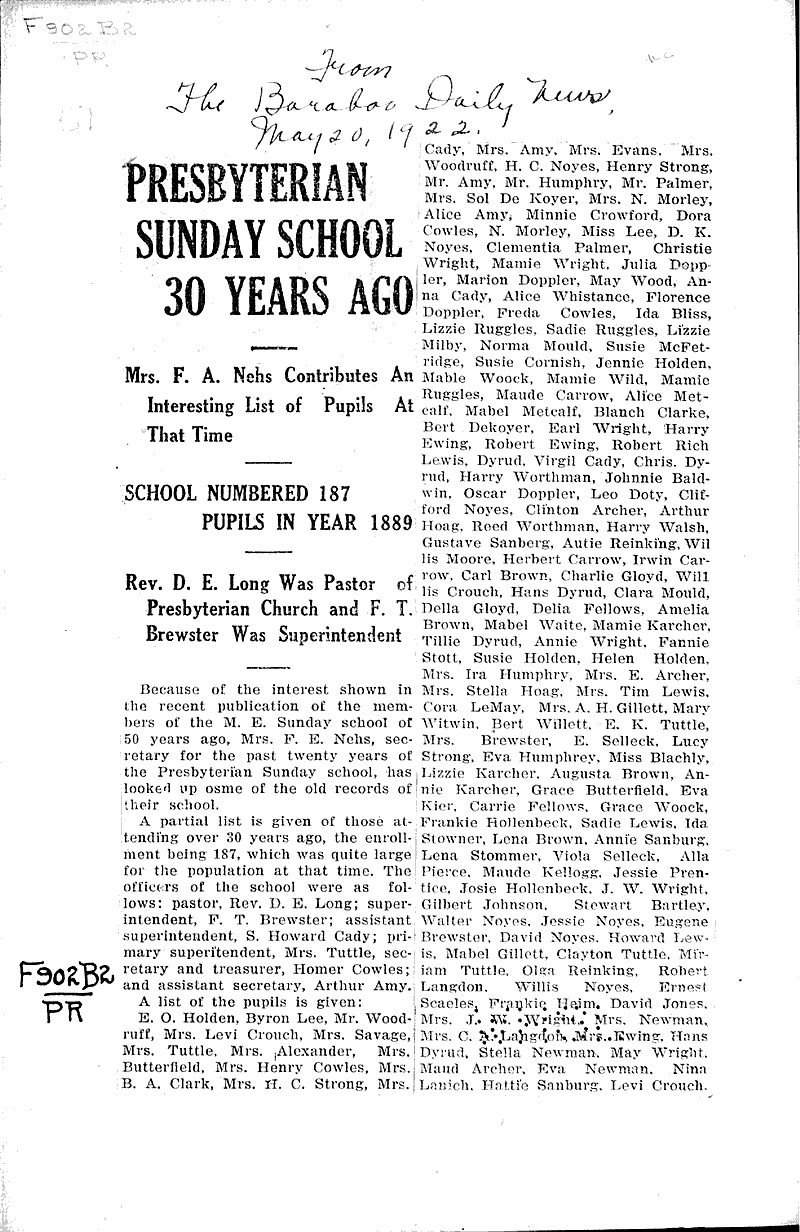 F902B2
PR
From
The Baraboo Daily News,
May 20, 1922.
PRESBYTERIAN
SUNDAY SCHOOL
30 YEARS AGO
Mrs. F. A. Nehs Contributes An
Interesting List of Pupils At
That Time
SCHOOL NUMBERED 187
PUPILS IN YEAR 1889
Rev. D. E. Long Was Pastor of
Presbyterian Church and F. T.
Brewster Was Superintendent
Because of the interest shown in
the recent publication of the mem-
bers of the M. E. Sunday school of
50 years ago, Mrs. F. E. Nehs, sec-
retary for the past twenty years of
the Presbyterian Sunday school, has
looked up osme of the old records of
their school.
A partial list is given of those at-
tending over 30 years ago, the enroll-
ment being 187, which was quite large
for the population at that time. The
officers of the school were as fol-
lows: pastor, Rev. D. E. Long; super-
intendent, F. T. Brewster; assistant
superintendent, S. Howard Cady; pri-
mary superitendent, Mrs. Tuttle, sec-
retary and treasurer, Homer Cowles;
and assistant secretary, Arthur Amy.
A list of the pupils is given:
E. O. Holden, Byron Lee, Mr. Wood-
ruff, Mrs. Levi Crouch, Mrs. Savage,
Mrs. Tuttle, Mrs. Alexander, Mrs.
Butterfield, Mrs. Henry Cowles, Mrs.
B. A. Clark, Mrs. H. C. Strong, Mrs.
Cady, Mrs. Amy, Mrs. Evans, Mrs.
Woodruff, H. C. Noyes, Henry Strong,
Mr. Amy, Mr. Humphry, Mr. Palmer,
Mrs. Sol De Koyer, Mrs. N. Morley,
Alice Amy, Minnie Crowford, Dora
Cowles, N. Morley, Miss Lee, D. K.
Noyes, Clementia Palmer, Christie
Wright, Mamie Wright, Julia Dopp-
ler, Marion Doppler, May Wood, An-
na Cady, Alice Whistance, Florence
Doppler, Freda Cowles, Ida Bliss,
Lizzie Ruggles, Sadie Ruggles, Lizzie
Milby, Norma Mould, Susie McFet-
ridge, Susie Cornish, Jennie Holden,
Mable Woock, Mamie Wild, Mamie
Ruggles, Maude Carrow, Alice Met-
calf, Mabel Metcalf, Blanch Clarke,
Bert Dekoyer, Earl Wright, Harry
Ewing, Robert Ewing, Robert Rich
Lewis, Dyrud, Virgil Cady, Chris. Dy-
rud, Harry Worthman, Johnnie Bald-
win, Oscar Doppler, Leo Doty, Clif-
ford Noyes, Clinton Archer, Arthur
Hoag, Reed Worthman, Harry Walsh,
Gustave Sanberg, Autie Reinking, Wil
lis Moore, Herbert Carrow, Irwin Car-
row, Carl Brown, Charlie Gloyd, Will
lis Crouch, Hans Dyrud, Clara Mould,
Della Gloyd, Delia Fellows, Amelia
Brown, Mabel Waite, Mamie Karcher,
Tillie Dyrud, Annie Wright, Fannie
Stott, Susie Holden, Helen Holden,
Mrs. Ira Humphry, Mrs. E. Archer,
Mrs. Stella Hoag, Mrs. Tim Lewis,
Cora LeMay, Mrs. A. H. Gillett, Mary
Witwin, Bert Willett, E. K. Tuttle,
Mrs. Brewster, E. Selleck, Lucy
Strong, Eva Humphrey, Miss Blachly,
Lizzie Karcher, Augusta Brown, An-
nie Karcher, Grace Butterfield, Eva
Kier, Carrie Fellows, Grace Woock,
Frankie Hollenbeck, Sadie Lewis, Ida
Stowner, Lena Brown, Annie Sanburg,
Lena Stommer, Viola Selleck, Alla
Pierce, Maude Kellogg, Jessie Pren-
tice, Josie Hollenbeck, J. W. Wright,
Gilbert Johnson, Stewart Bartley,
Walter Noyes, Jessie Noyes, Eugene
Brewster, David Noyes, Howard Lew-
is, Mabel Gillett, Clayton Tuttle, Mir-
iam Tuttle, Olga Reinking, Robert
Langdon, Willis Noyes, Ernest
Scaeles, Frankie Haim, David Jones,
Mrs. J. W. Wright, Mrs. Newman,
Mrs. C. Langdon, Mrs. Ewing, Hans
Dyrud, Stella Newman, May Wright,
Maud Archer, Eva Newman, Nina
Lanich, Hattie Sanburg, Levi Crouch.
F902B2
PR